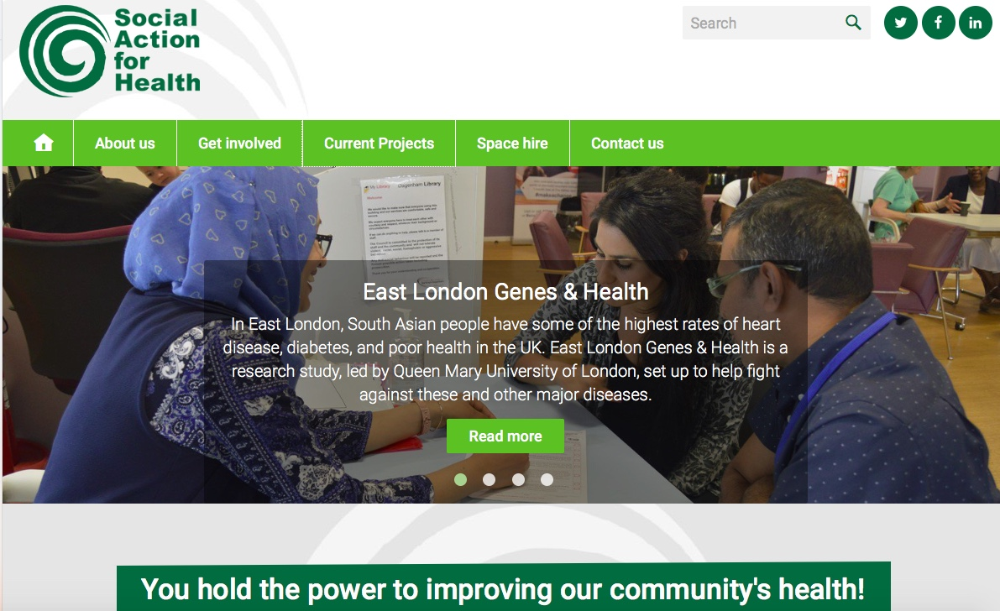 Social
Action
for
Health
Search
About us
Get involved
Current Projects
Space hire
Contact us
My Library Dagenham Library
Welcome
East London Genes & Health
In East London, South Asian people have some of the highest rates of heart
disease, diabetes, and poor health in the UK. East London Genes & Health is a
research study, led by Queen Mary University of London, set up to help fight
against these and other major diseases.
Read more
You hold the power to improving our community's health!